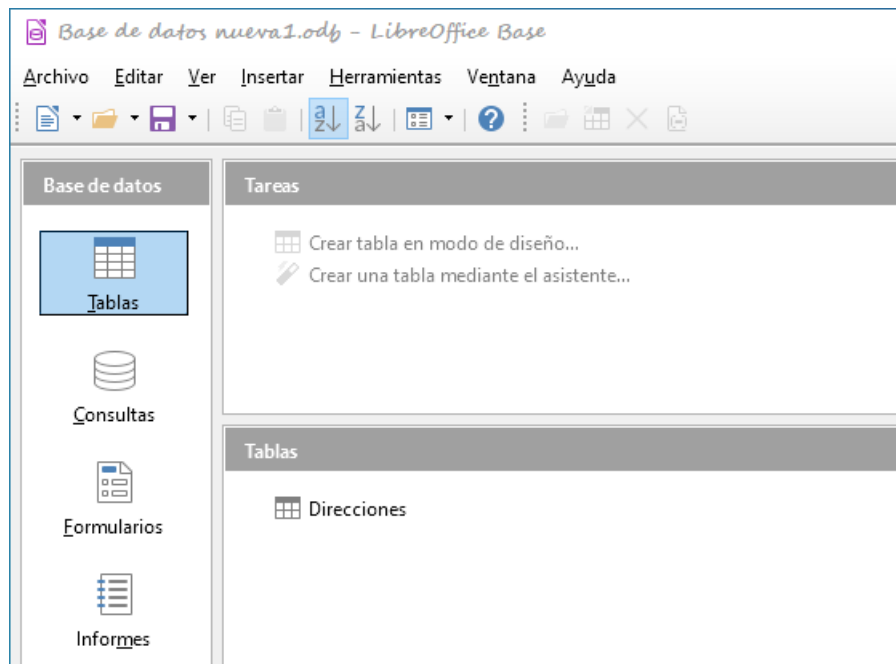 Base de datos nueva1.odb - LibreOffice Base
Archivo Editar Ver Insertar Herramientas Ventana Ayuda
Base de datos
Tablas
Consultas
Formularios
Informes
Tareas
Crear tabla en modo de diseño...
Crear una tabla mediante el asistente...
Tablas
Direcciones